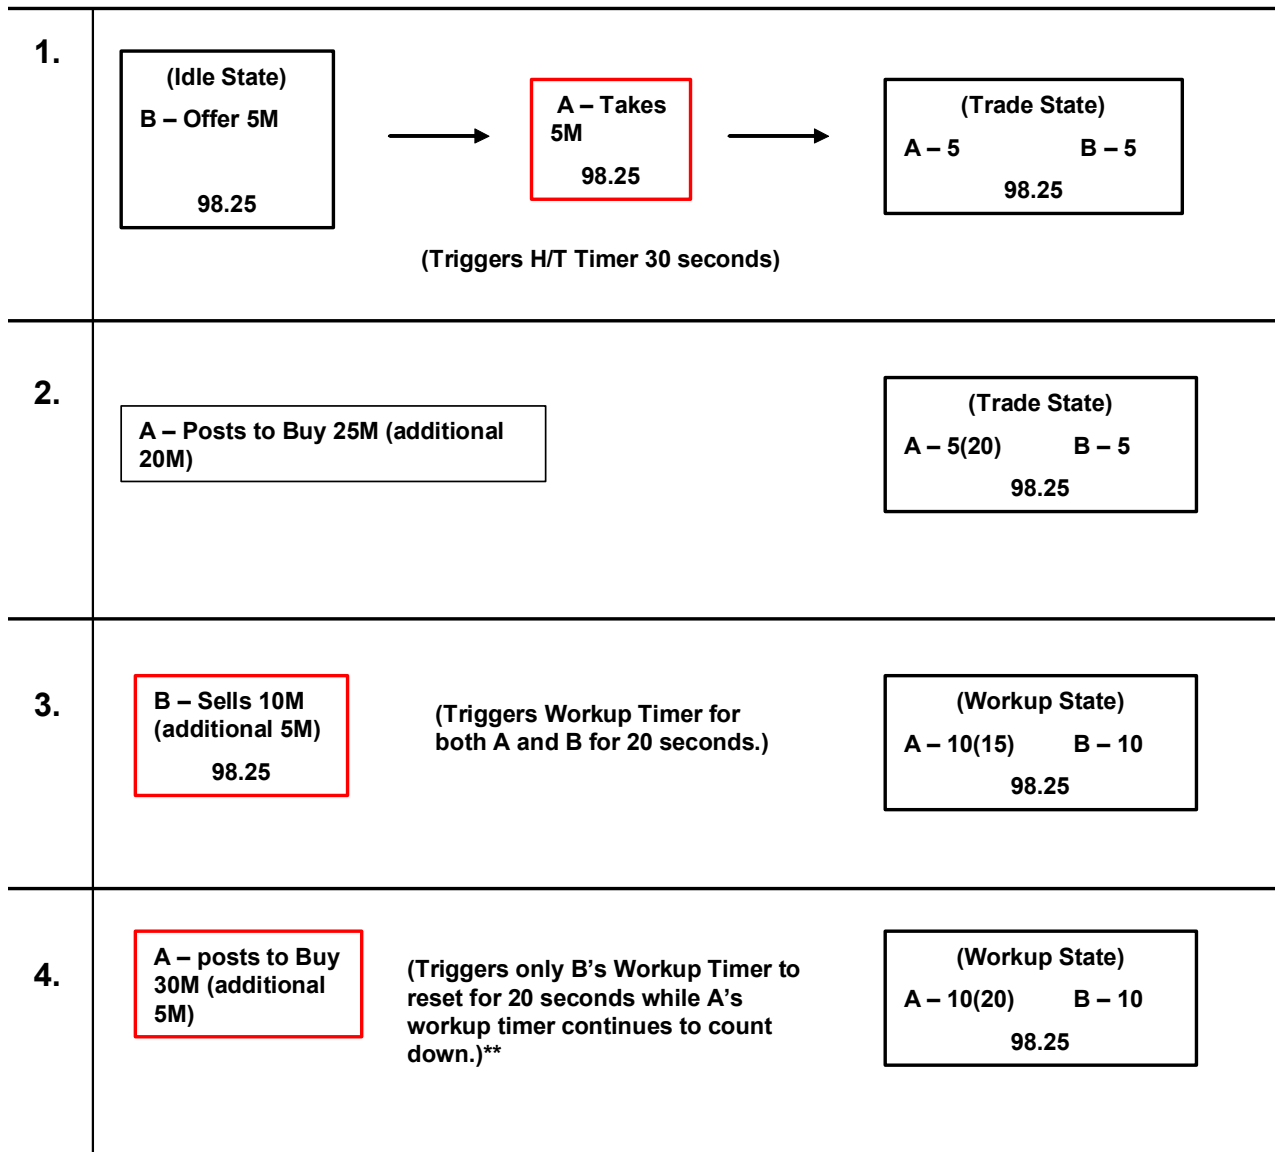 1.
(Idle State)
B – Offer 5M
98.25
A – Takes
5M
98.25
(Trade State)
A – 5 B – 5
98.25
(Triggers H/T Timer 30 seconds)
2.
A – Posts to Buy 25M (additional
20M)
(Trade State)
A – 5(20) B – 5
98.25
3.
B – Sells 10M
(additional 5M)
98.25
(Triggers Workup Timer for
both A and B for 20 seconds.)
(Workup State)
A – 10(15) B – 10
98.25
4.
A – posts to Buy
30M (additional
5M)
(Triggers only B's Workup Timer to
reset for 20 seconds while A's
workup timer continues to count
down.)**
(Workup State)
A – 10(20) B – 10
98.25